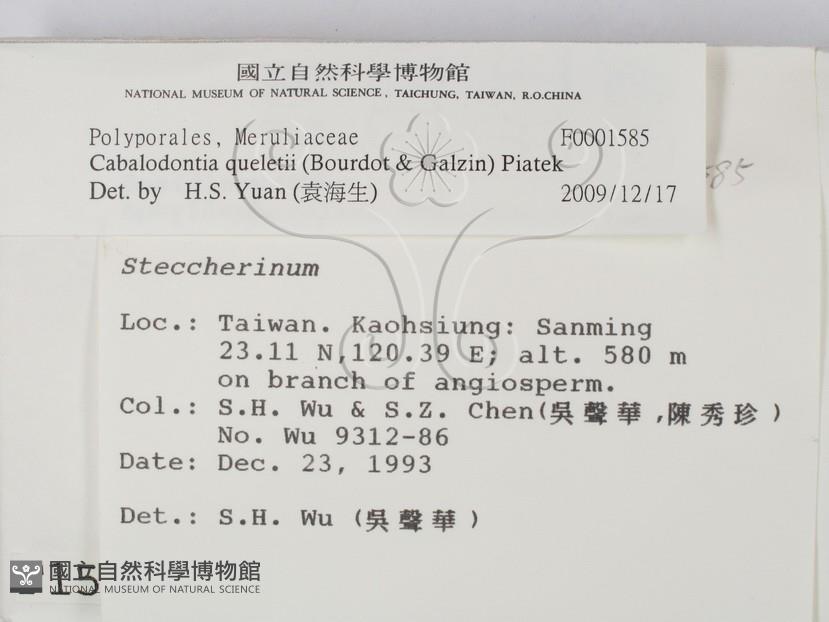 國立自然科學博物館
NATIONAL MUSEUM OF NATURAL SCIENCE, TAICHUNG, TAIWAN, R.O.CHINA
Polyporales, Meruliaceae F0001585
Cabalodontia queletii (Bourdot & Galzin) Piatek
Det. by H.S. Yuan (袁海生) 2009/12/17
85
Steccherinum
Loc.: Taiwan. Kaohsiung: Sanming
23.11 N,120.39 E; alt. 580 m
on branch of angiosperm.
Col.: S.H. Wu & S.Z. Chen(吳聲華,陳秀珍)
No. Wu 9312-86
Date: Dec. 23, 1993
Det.: S.H. Wu (吳聲華)
15
國立自然科學博物館
NATIONAL MUSEUM OF NATURAL SCIENCE